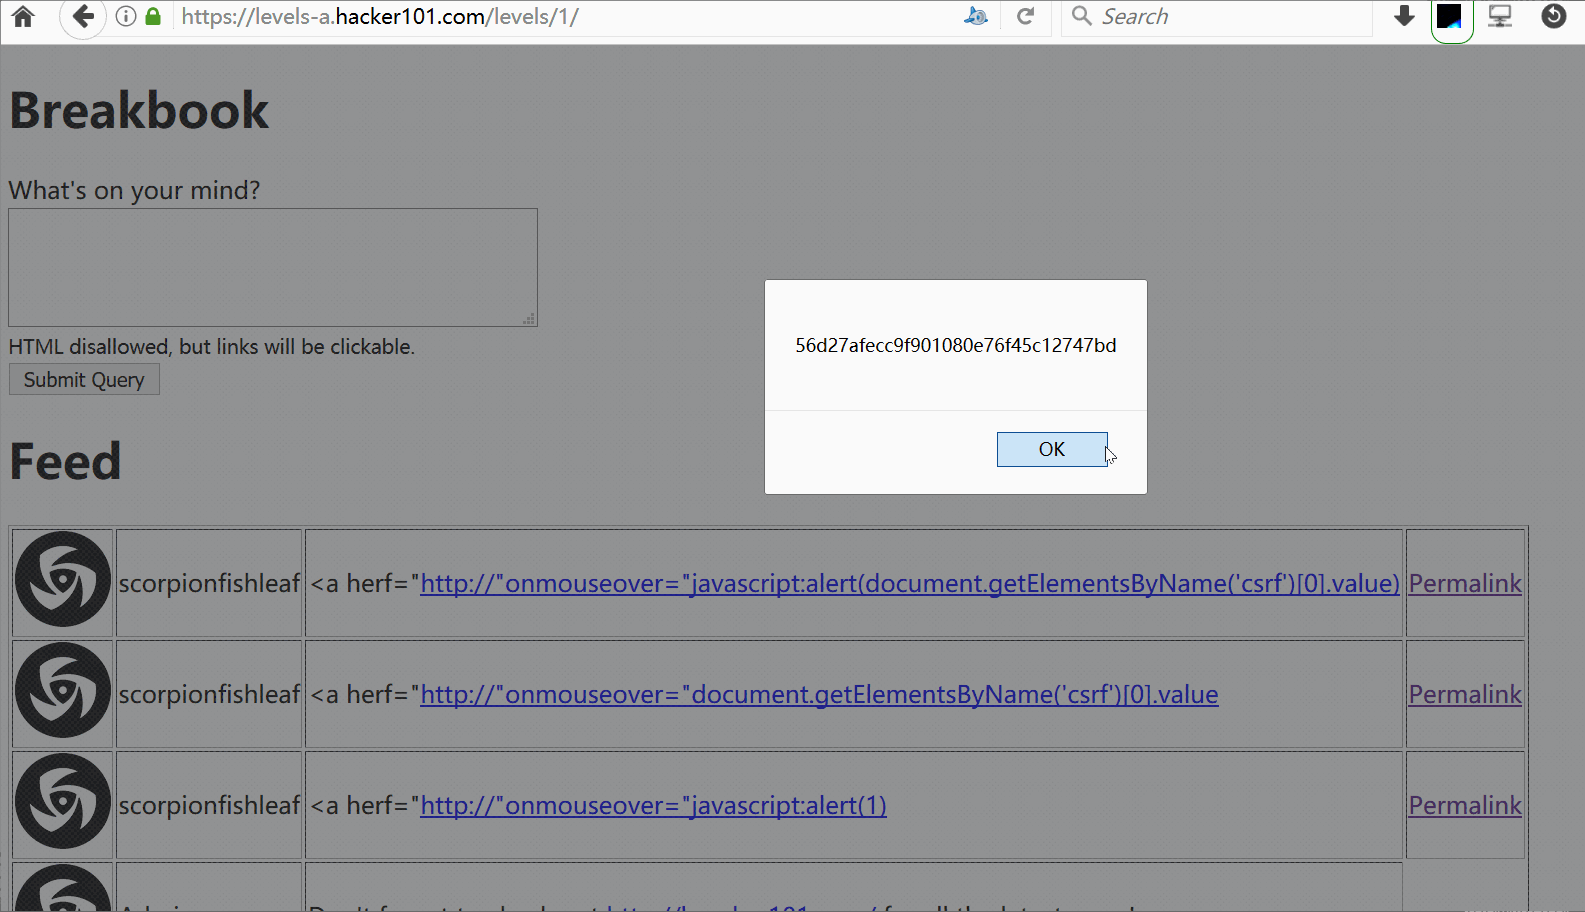 https://levels-a.hacker101.com/levels/1/
Search
Breakbook
What's on your mind?
HTML disallowed, but links will be clickable.
Submit Query
56d27afecc9f901080e76f45c12747bd
OK
Feed
scorpionfishleaf <a herf="http://"onmouseover="javascript:alert(document.getElementsByName('csrf')[0].value) Permalink
scorpionfishleaf <a herf="http://"onmouseover="document.getElementsByName('csrf')[0].value Permalink
scorpionfishleaf <a herf="http://"onmouseover="javascript:alert(1) Permalink